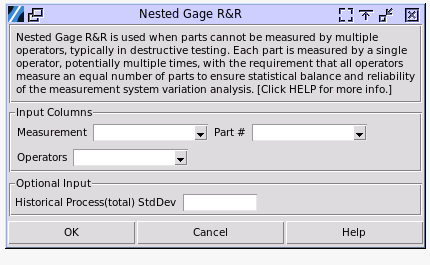 Nested Gage R&R
Nested Gage R&R is used when parts cannot be measured by multiple
operators, typically in destructive testing. Each part is measured by a single
operator, potentially multiple times, with the requirement that all operators
measure an equal number of parts to ensure statistical balance and reliability
of the measurement system variation analysis. [Click HELP for more info.]
Input Columns
Measurement Part #
Operators
Optional Input
Historical Process(total) StdDev
OK Cancel Help